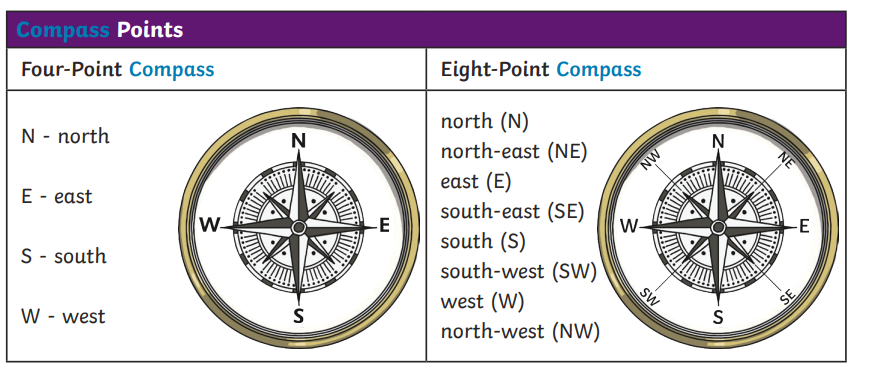 Compass Points
Four-Point Compass
N - north
E - east
S - south
W - west
N
W
E
S
Eight-Point Compass
north (N)
north-east (NE)
east (E)
south-east (SE)
south (S)
south-west (SW)
west (W)
north-west (NW)
N
NW
NE
W
E
SW
SE
S